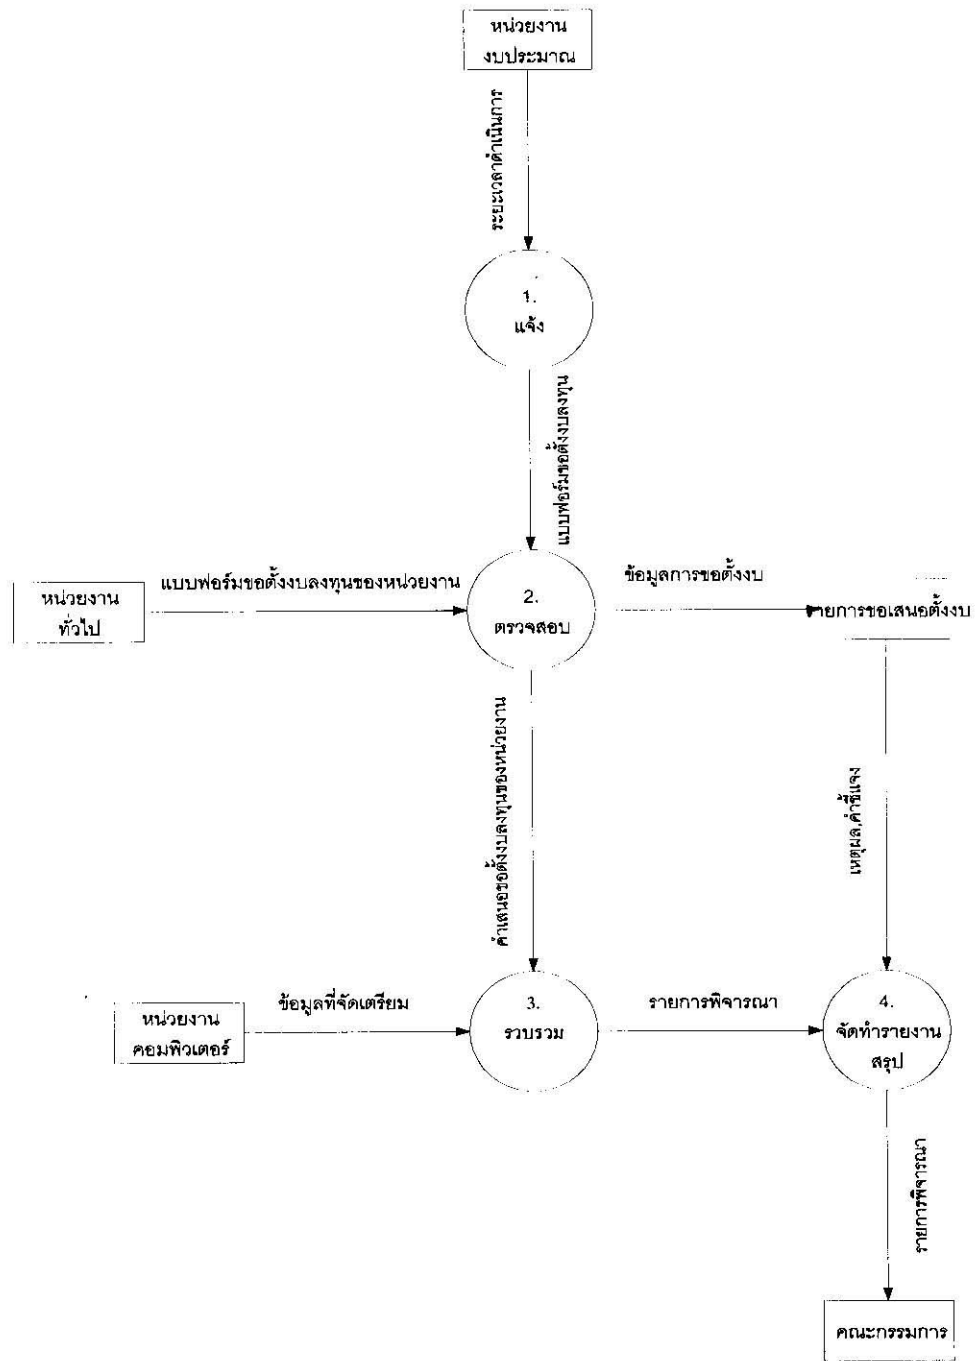 หน่วยงาน
งบประมาณ
ระยะเวลาดำเนินการ
1.
แจ้ง
แบบฟอร์มขอตั้งงบลงทุน
หน่วยงาน
ทั่วไป
แบบฟอร์มขอตั้งงบลงทุนของหน่วยงาน
2.
ตรวจสอบ
ข้อมูลการขอตั้งงบ
รายการขอเสนอตั้งงบ
คำเสนอขอตั้งงบลงทุนของหน่วยงาน
เหตุผล,คำชี้แจง
หน่วยงาน
คอมพิวเตอร์
ข้อมูลที่จัดเตรียม
3.
รวบรวม
รายการพิจารณา
4.
จัดทำรายงาน
สรุป
รายการพิจารณา
คณะกรรมการ